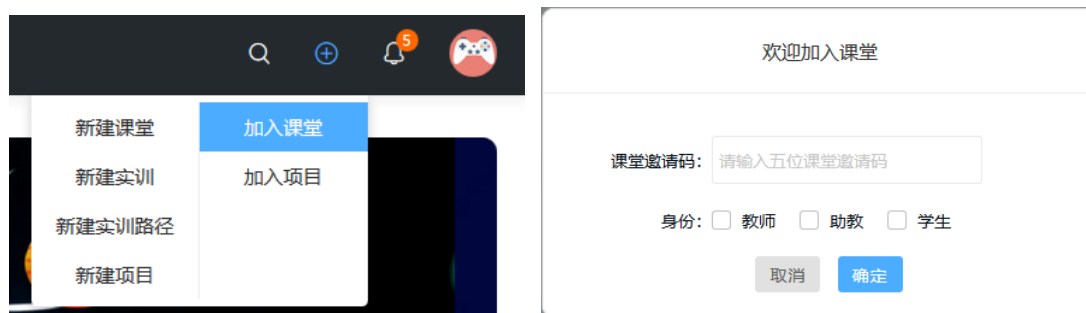 5
新建课堂 加入课堂
新建实训 加入项目
新建实训路径
新建项目
欢迎加入课堂
课堂邀请码： 请输入五位课堂邀请码
身份： 教师 助教 学生
取消 确定